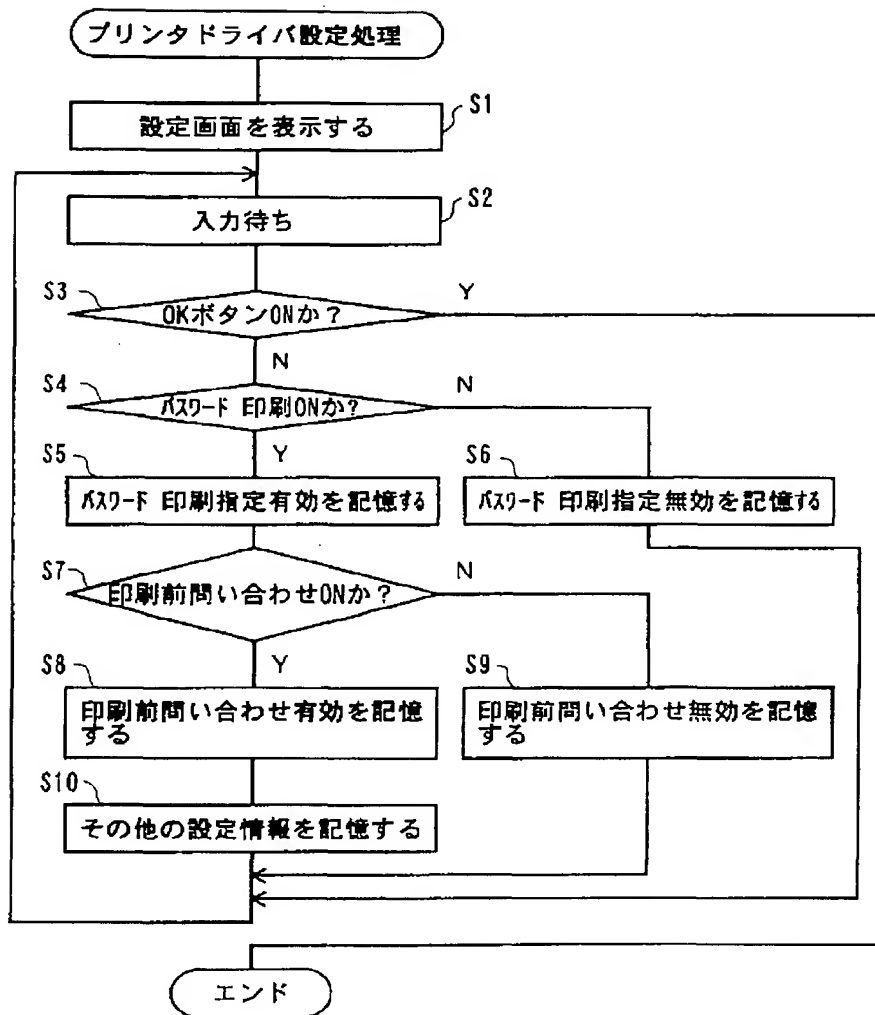 プリンタドライバ設定処理
S1
設定画面を表示する
S2
入力待ち
S3
OKボタンONか?
Y
N
S4
パスワード 印刷ONか?
N
Y
S5
パスワード 印刷指定有効を記憶する
S6
パスワード 印刷指定無効を記憶する
S7
印刷前問い合わせONか?
N
Y
S8
印刷前問い合わせ有効を記憶
する
S9
印刷前問い合わせ無効を記憶
する
S10
その他の設定情報を記憶する
エンド